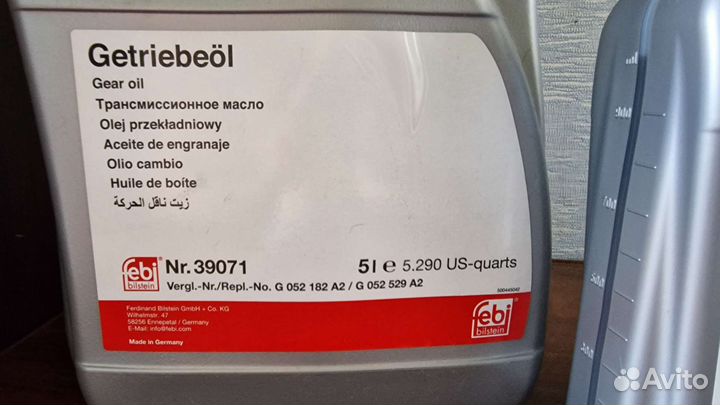 Getriebeöl
Gear oil
Трансмиссионное масло
Olej przekładniowy
Aceite de engranaje
Olio cambio
Huile de boîte
زيت ناقل الحركة
febi bilstein Nr. 39071 5 l e 5.290 US-quarts
Vergl.-Nr./Repl.-No. G 052 182 A2 / G 052 529 A2
500445042
Ferdinand Bilstein GmbH + Co. KG
Wilhelmstr. 47
58256 Ennepetal / Germany
E-Mail: info@febi.com
Made in Germany
febi
bilstein
Avito